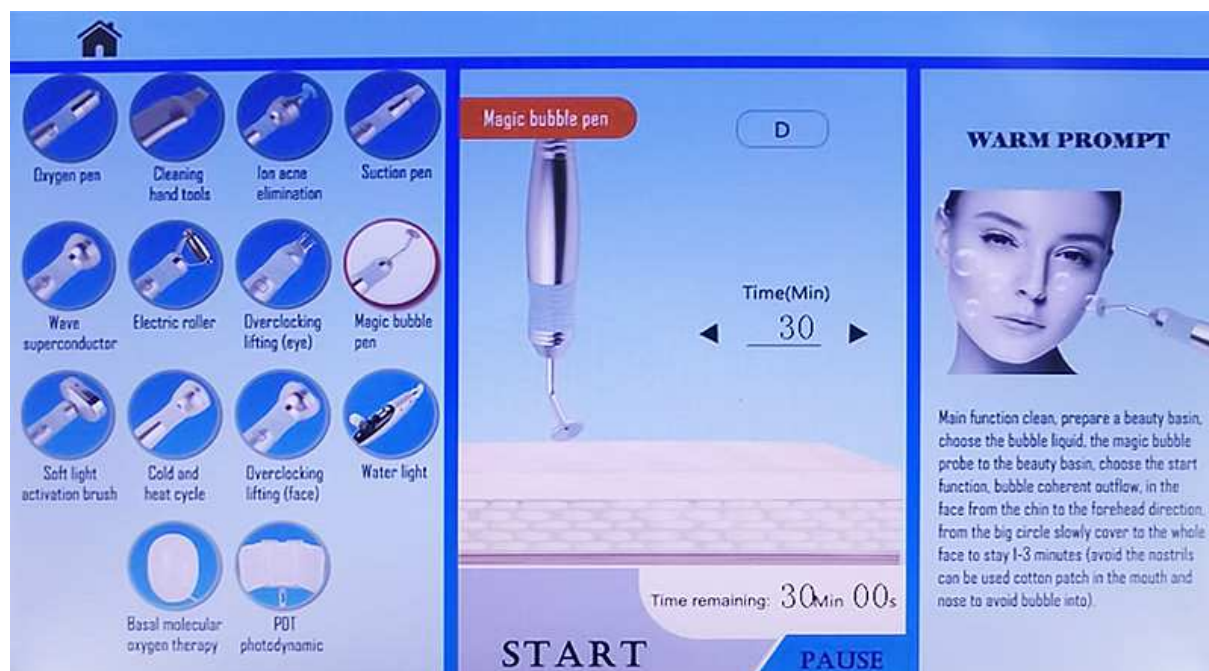 Oxygen pen
Cleaning
hand tools
Ion acne
elimination
Suction pen
Wave
superconductor
Electric roller
Overclocking
lifting (eye)
Magic bubble
pen
Soft light
activation brush
Cold and
heat cycle
Overclocking
lifting (face)
Water light
Basal molecular
oxygen therapy
PDT
photodynamic
Magic bubble pen
D
Time(Min)
30
Time remaining: 30Min 00s
START
PAUSE
WARM PROMPT
Main function clean, prepare a beauty basin,
choose the bubble liquid, the magic bubble
probe to the beauty basin, choose the start
function, bubble coherent outflow, in the
face from the chin to the forehead direction,
from the big circle slowly cover to the whole
face to stay 1-3 minutes (avoid the nostrils
can be used cotton patch in the mouth and
nose to avoid bubble into).